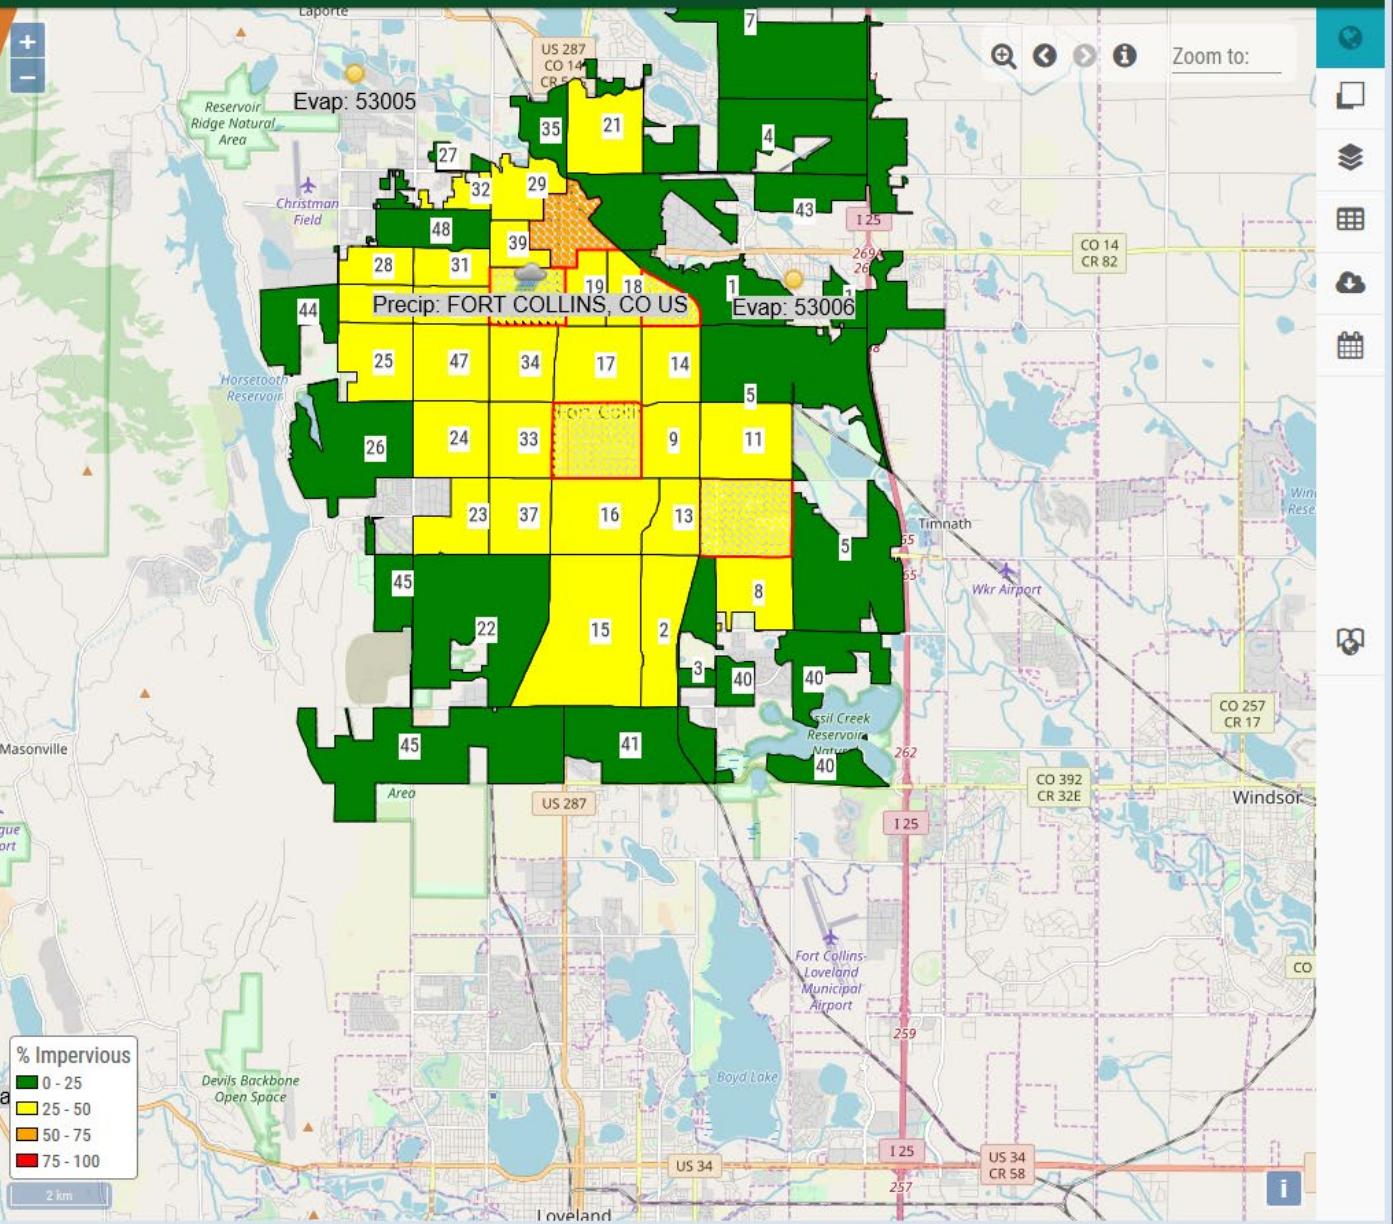 Laporte
7
+
−
US 287
CO 14
Zoom to:
Evap: 53005
Reservoir
Ridge Natural
Area
35
21
4
27
32
29
Christman
Field
43
I 25
48
39
CO 14
CR 82
269A
28
31
19
18
1
44
Precip: FORT COLLINS, CO US
Evap: 53006
25
47
34
17
14
Horsetooth
Reservoir
5
26
24
33
9
11
23
37
16
13
Timnath
5
45
8
Wkr Airport
22
15
2
3
40
40
CO 257
CR 17
ssil Creek
Reservoir
Masonville
45
41
262
40
CO 392
CR 32E
Area
US 287
Windsor
I 25
Fort Collins-
Loveland
Municipal
Airport
CO
259
% Impervious
0 - 25
25 - 50
50 - 75
75 - 100
Devils Backbone
Open Space
Boyd Lake
I 25
US 34
US 34
CR 58
257
2 km
i
Loveland